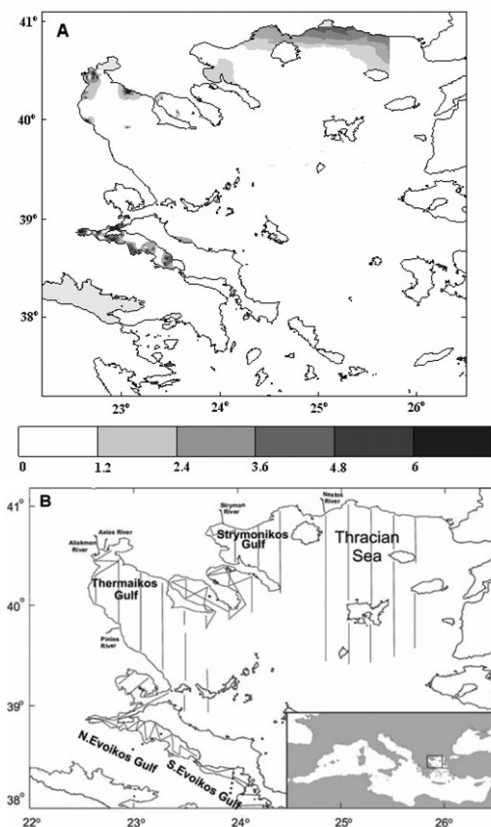 A
41°
40°
39°
38°
23° 24° 25° 26°
0 1.2 2.4 3.6 4.8 6
B
41
40
39
38
22 23 24 25 26
Strymon
River
Nestos
River
Axios River
Aliakmon
River
Strymonikos
Gulf
Thracian
Sea
Thermaikos
Gulf
Pinios
River
N.Evoikos Gulf
S.Evoikos Gulf